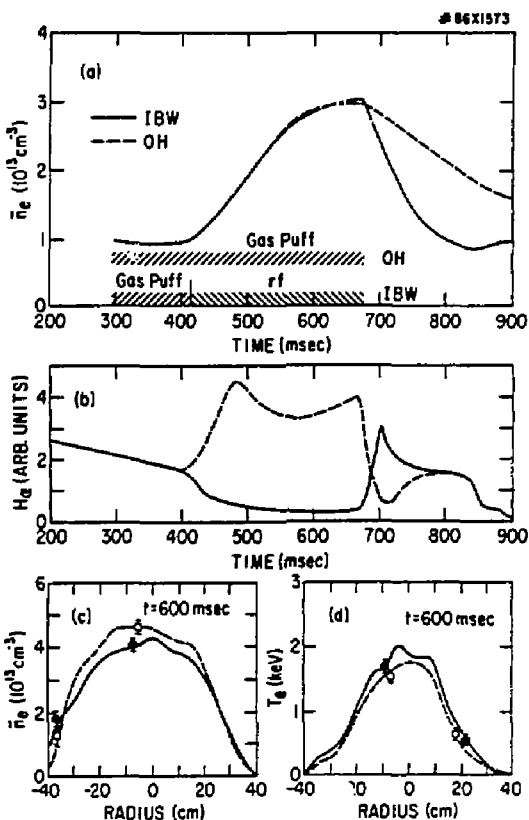 # 86X1573
(a)
IBW
OH
n̄e (10¹³cm⁻³)
4
3
2
1
0
Gas Puff
OH
Gas Puff
rf
IBW
200 300 400 500 600 700 800 900
TIME (msec)
(b)
Hα (ARB. UNITS)
4
2
0
200 300 400 500 600 700 800 900
TIME (msec)
(c)
t=600 msec
n̄e (10¹³cm⁻³)
6
4
2
0
-40 -20 0 20 40
RADIUS (cm)
(d)
t=600 msec
Te (keV)
3
2
1
0
-40 -20 0 20 40
RADIUS (cm)